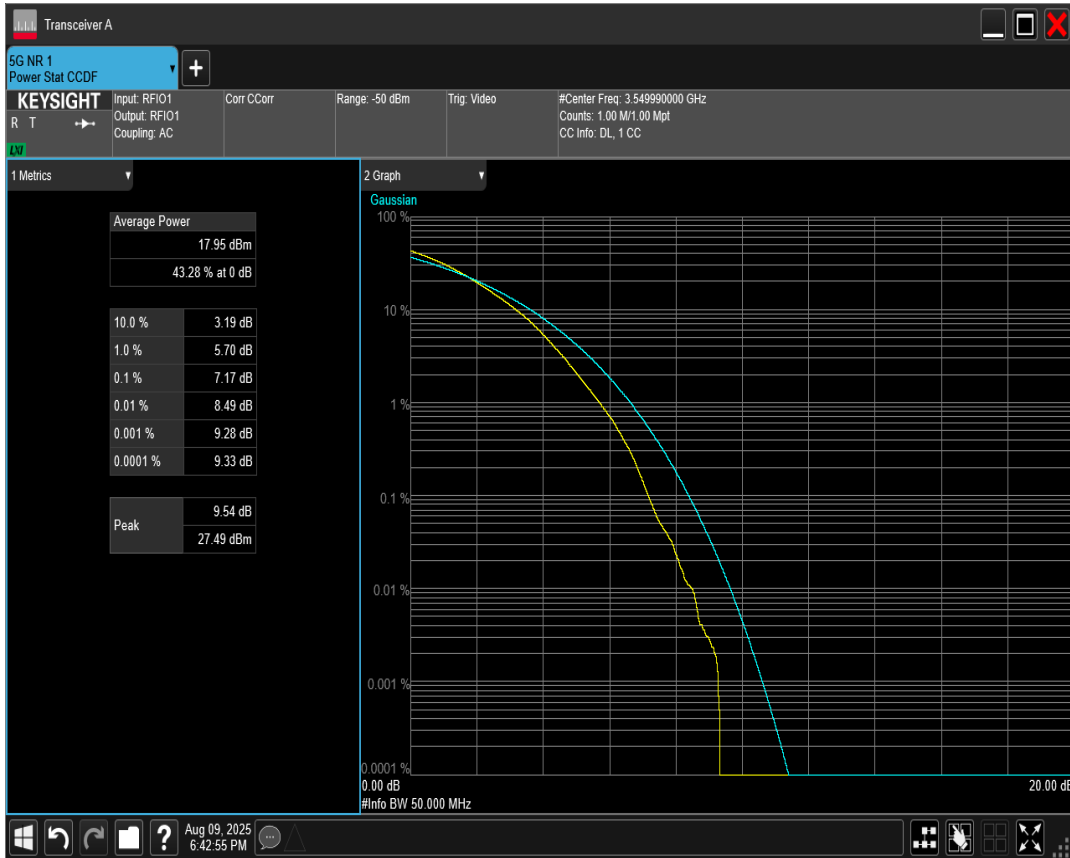 Transceiver A
5G NR 1
Power Stat CCDF
KEYSIGHT
R T
LXI
Input: RFIO1
Output: RFIO1
Coupling: AC
Corr CCorr
Range: -50 dBm
Trig: Video
#Center Freq: 3.549990000 GHz
Counts: 1.00 M/1.00 Mpt
CC Info: DL, 1 CC
1 Metrics
Average Power
17.95 dBm
43.28 % at 0 dB
10.0 % 3.19 dB
1.0 % 5.70 dB
0.1 % 7.17 dB
0.01 % 8.49 dB
0.001 % 9.28 dB
0.0001 % 9.33 dB
Peak
9.54 dB
27.49 dBm
2 Graph
Gaussian
100 %
10 %
1 %
0.1 %
0.01 %
0.001 %
0.0001 %
0.00 dB
20.00 dB
#Info BW 50.000 MHz
Aug 09, 2025
6:42:55 PM